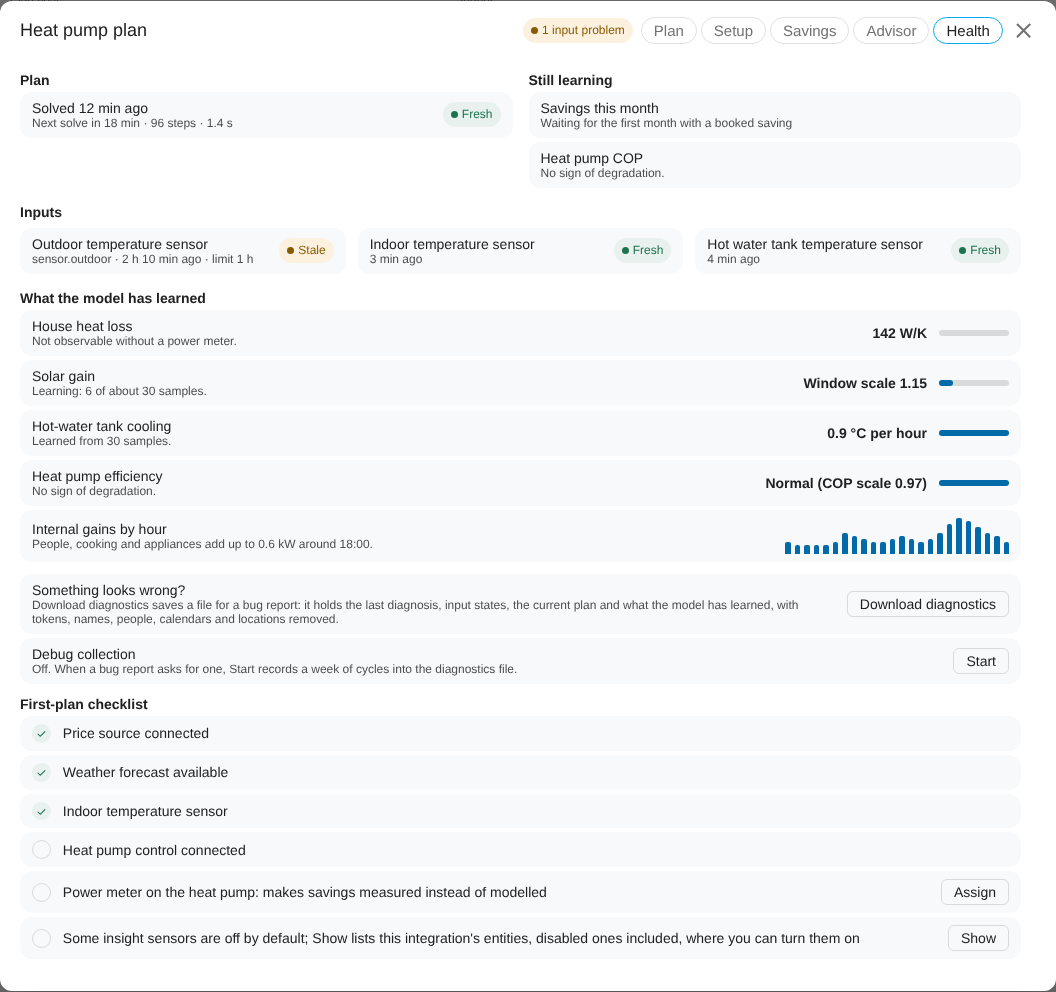 Heat pump plan
1 input problem
Plan
Setup
Savings
Advisor
Health
Plan
Solved 12 min ago
Next solve in 18 min · 96 steps · 1.4 s
Fresh
Still learning
Savings this month
Waiting for the first month with a booked saving
Heat pump COP
No sign of degradation.
Inputs
Outdoor temperature sensor
sensor.outdoor · 2 h 10 min ago · limit 1 h
Stale
Indoor temperature sensor
3 min ago
Fresh
Hot water tank temperature sensor
4 min ago
Fresh
What the model has learned
House heat loss
Not observable without a power meter.
142 W/K
Solar gain
Learning: 6 of about 30 samples.
Window scale 1.15
Hot-water tank cooling
Learned from 30 samples.
0.9 °C per hour
Heat pump efficiency
No sign of degradation.
Normal (COP scale 0.97)
Internal gains by hour
People, cooking and appliances add up to 0.6 kW around 18:00.
Something looks wrong?
Download diagnostics saves a file for a bug report: it holds the last diagnosis, input states, the current plan and what the model has learned, with
tokens, names, people, calendars and locations removed.
Download diagnostics
Debug collection
Off. When a bug report asks for one, Start records a week of cycles into the diagnostics file.
Start
First-plan checklist
Price source connected
Weather forecast available
Indoor temperature sensor
Heat pump control connected
Power meter on the heat pump: makes savings measured instead of modelled
Assign
Some insight sensors are off by default; Show lists this integration's entities, disabled ones included, where you can turn them on
Show